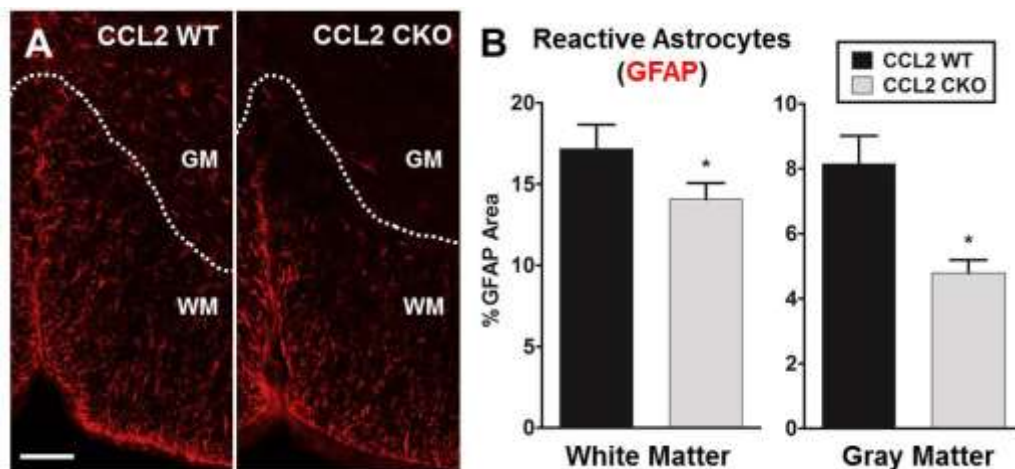 A
CCL2 WT
CCL2 CKO
GM
GM
WM
WM
B
Reactive Astrocytes
(GFAP)
CCL2 WT
CCL2 CKO
% GFAP Area
20
15
10
5
0
*
White Matter
10
8
6
4
2
0
*
Gray Matter